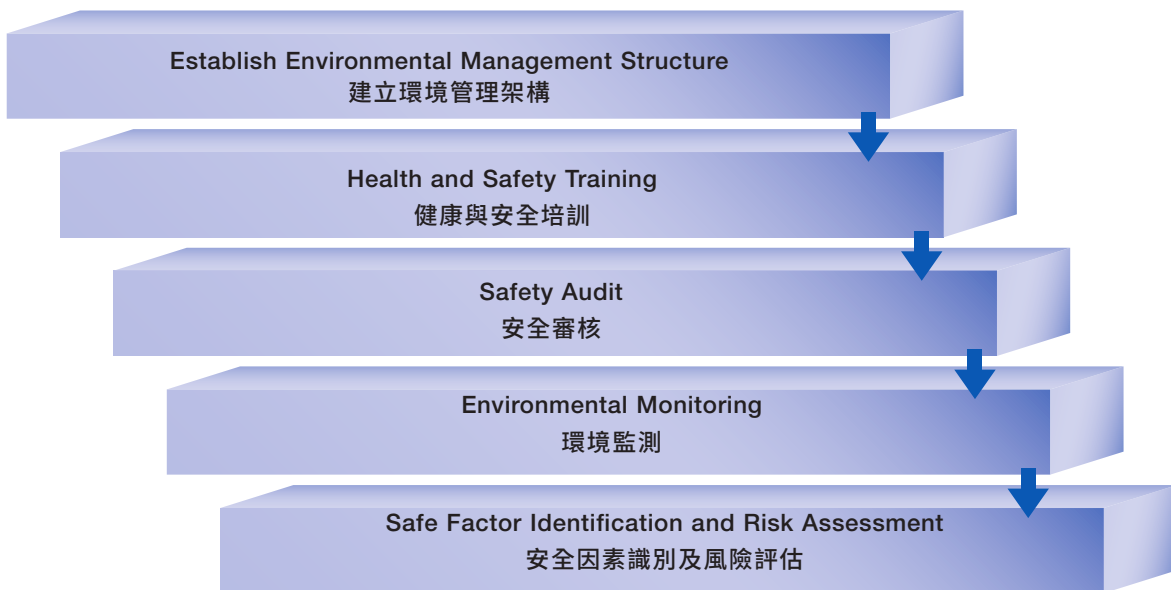 Establish Environmental Management Structure
建立環境管理架構
Health and Safety Training
健康與安全培訓
Safety Audit
安全審核
Environmental Monitoring
環境監測
Safe Factor Identification and Risk Assessment
安全因素識別及風險評估